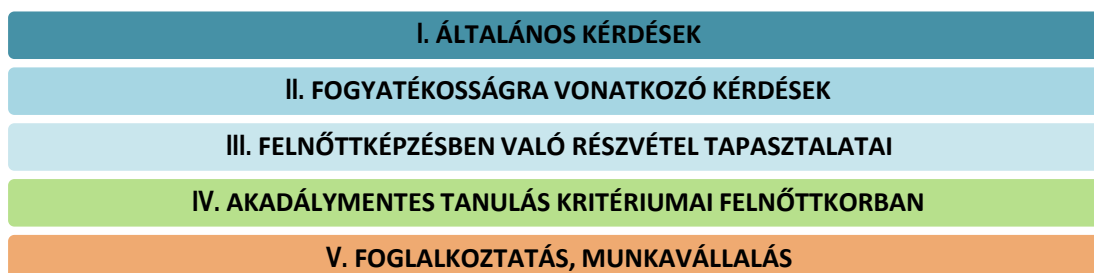 I. ÁLTALÁNOS KÉRDÉSEK
II. FOGYATÉKOSSÁGRA VONATKOZÓ KÉRDÉSEK
III. FELNŐTTKÉPZÉSBEN VALÓ RÉSZVÉTEL TAPASZTALATAI
IV. AKADÁLYMENTES TANULÁS KRITÉRIUMAI FELNŐTTKORBAN
V. FOGLALKOZTATÁS, MUNKAVÁLLALÁS